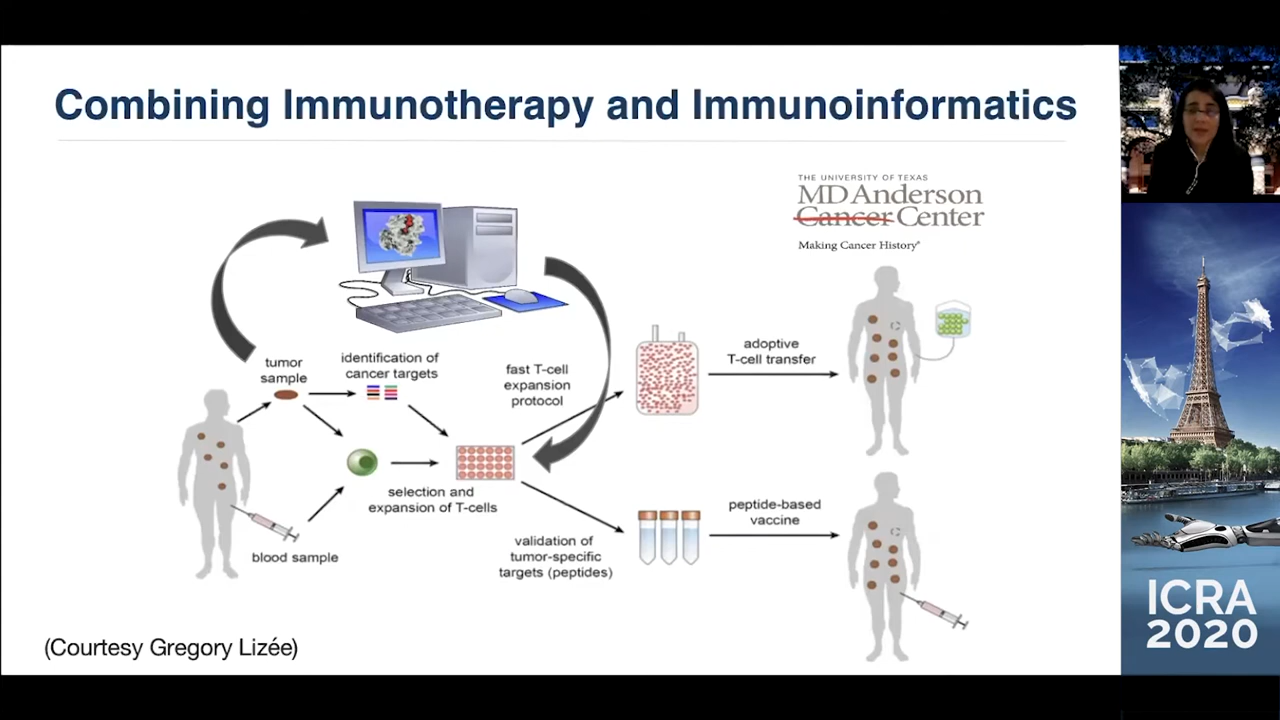 Combining Immunotherapy and Immunoinformatics
THE UNIVERSITY OF TEXAS
MD Anderson
Cancer Center
Making Cancer History®
tumor
sample
identification of
cancer targets
fast T-cell
expansion
protocol
adoptive
T-cell transfer
selection and
expansion of T-cells
blood sample
validation of
tumor-specific
targets (peptides)
peptide-based
vaccine
(Courtesy Gregory Lizée)
ICRA
2020